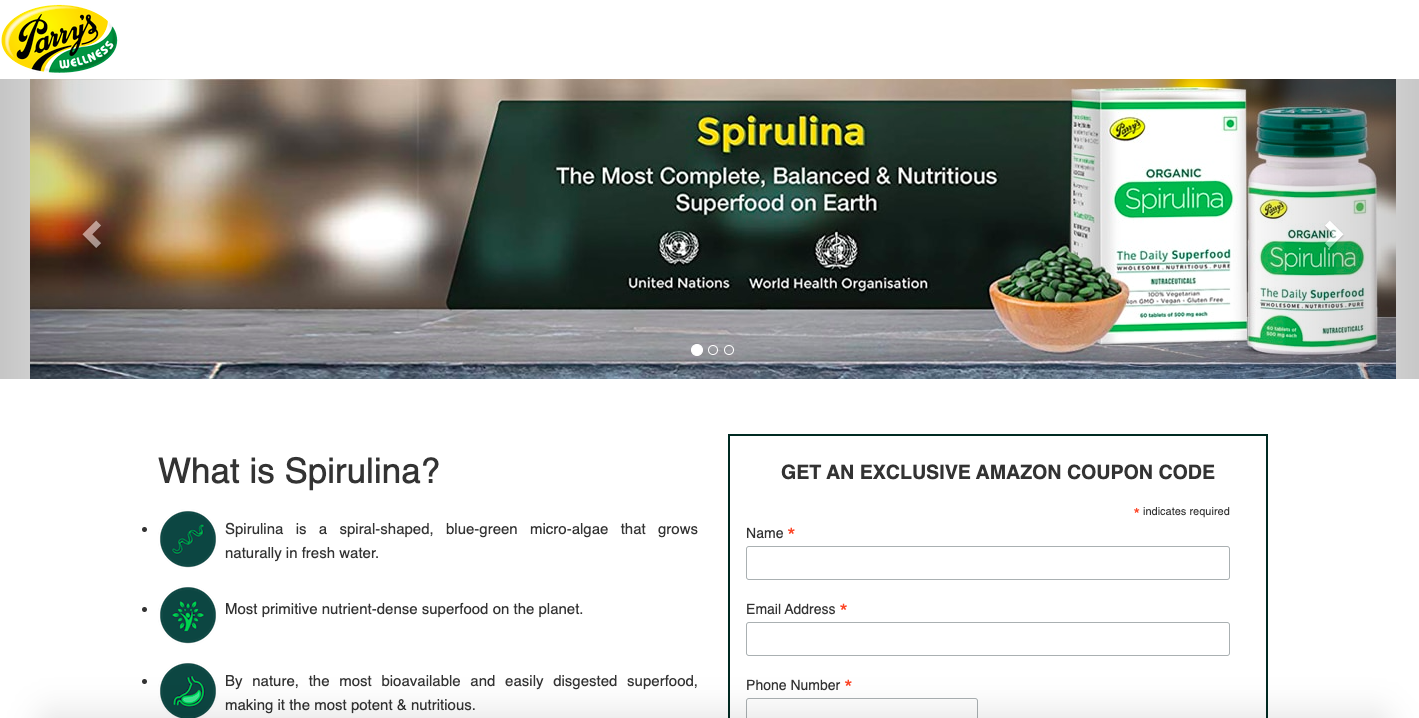 Parry's
WELLNESS
Spirulina
The Most Complete, Balanced & Nutritious
Superfood on Earth
United Nations
World Health Organisation
Parry's
ORGANIC
Spirulina
The Daily Superfood
WHOLESOME . NUTRITIOUS . PURE
NUTRACEUTICALS
100% Vegetarian
on GMO - Vegan - Gluten Free
60 tablets of 500 mg each
Parry's
ORGANIC
Spirulina
The Daily Superfood
WHOLESOME . NUTRITIOUS . PURE
60 tablets of
500 mg each
NUTRACEUTICALS
What is Spirulina?
Spirulina is a spiral-shaped, blue-green micro-algae that grows
naturally in fresh water.
Most primitive nutrient-dense superfood on the planet.
By nature, the most bioavailable and easily disgested superfood,
making it the most potent & nutritious.
GET AN EXCLUSIVE AMAZON COUPON CODE
* indicates required
Name *
Email Address *
Phone Number *